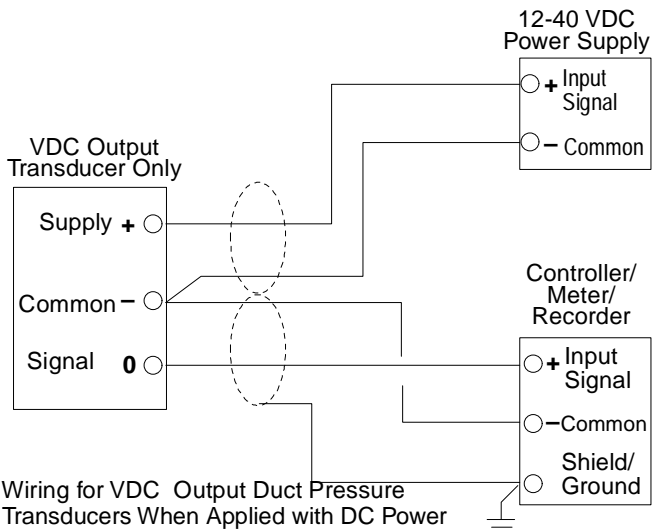 12-40 VDC
Power Supply
+ Input
Signal
– Common
VDC Output
Transducer Only
Supply +
Common –
Signal 0
Controller/
Meter/
Recorder
+ Input
Signal
–Common
Shield/
Ground
Wiring for VDC Output Duct Pressure
Transducers When Applied with DC Power